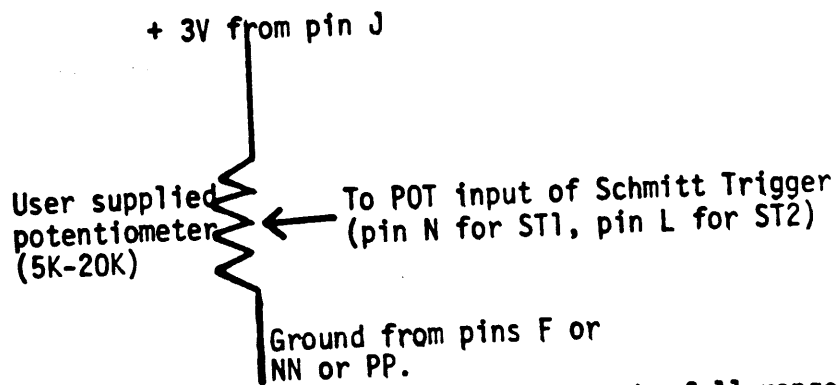 + 3V from pin J
User supplied
potentiometer
(5K-20K)
To POT input of Schmitt Trigger
(pin N for ST1, pin L for ST2)
Ground from pins F or
NN or PP.